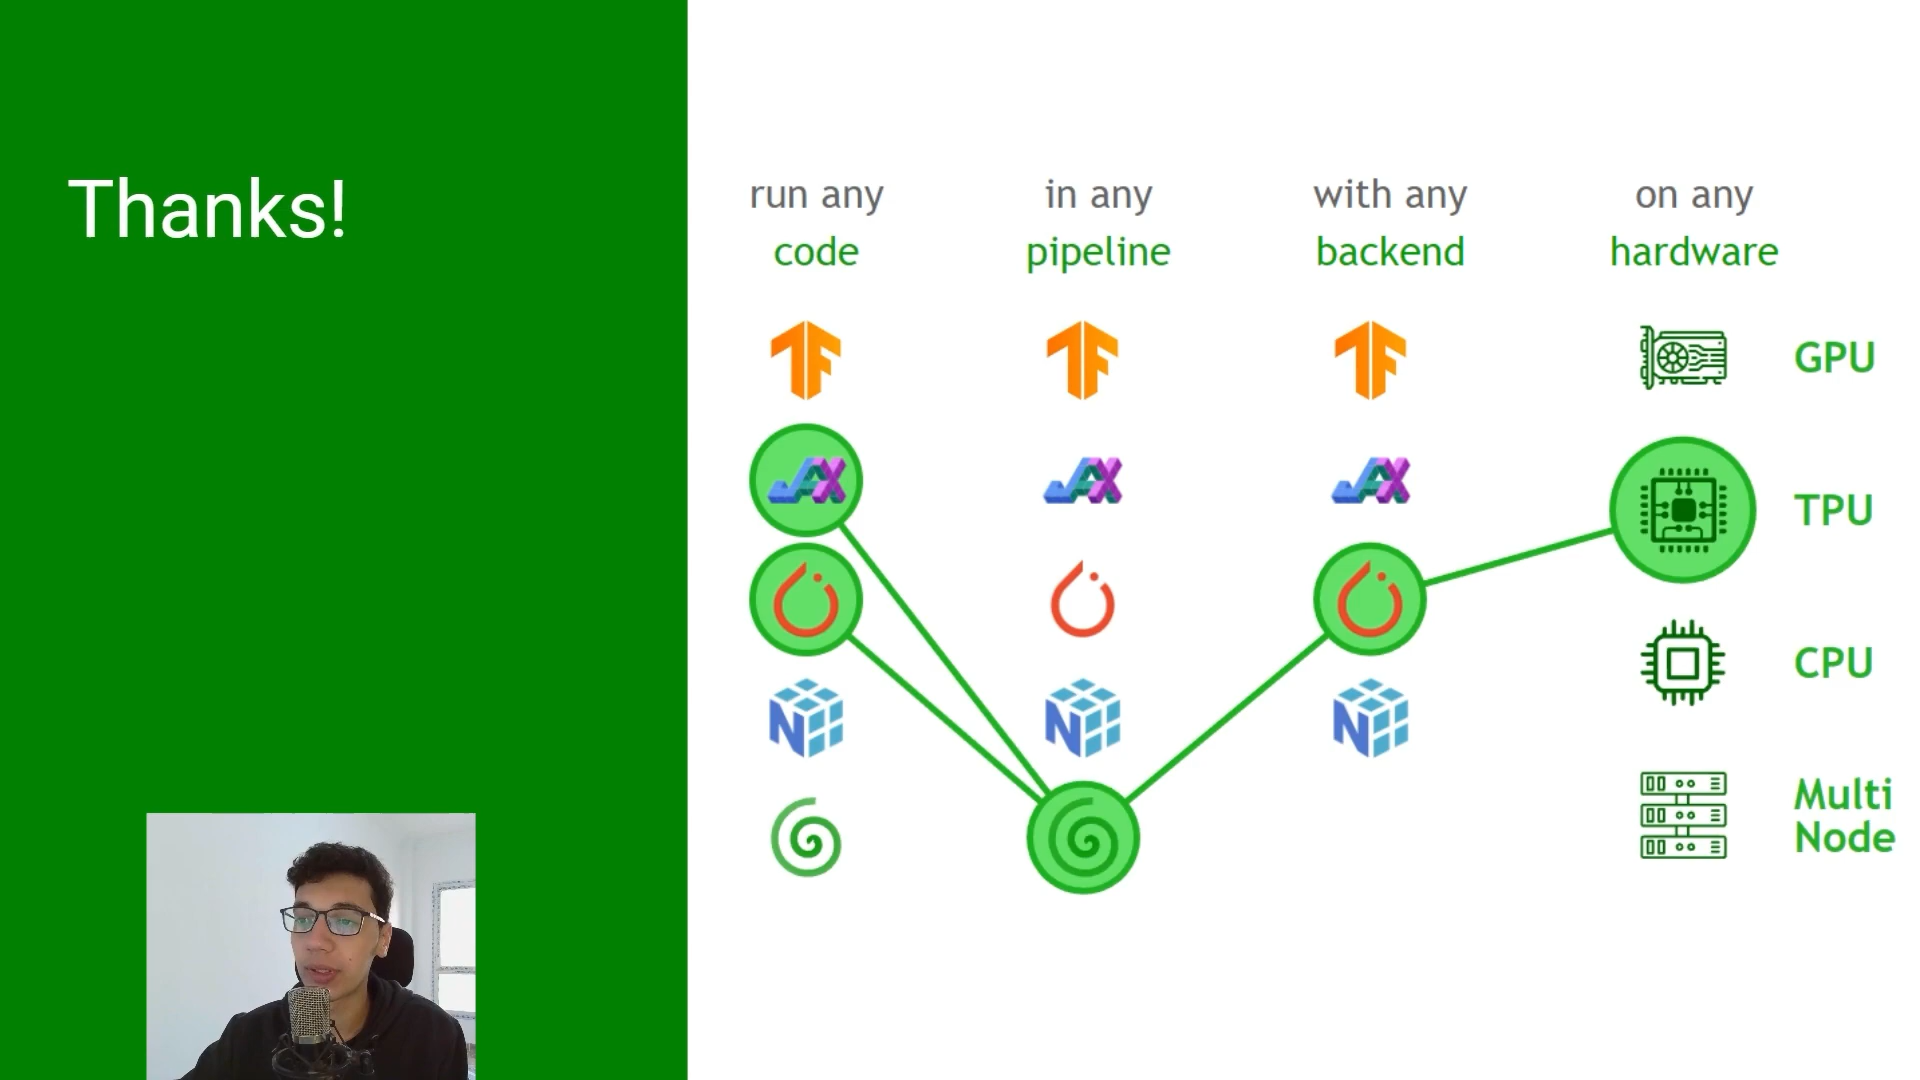 Thanks!
run any
code
in any
pipeline
with any
backend
on any
hardware
GPU
TPU
CPU
Multi
Node